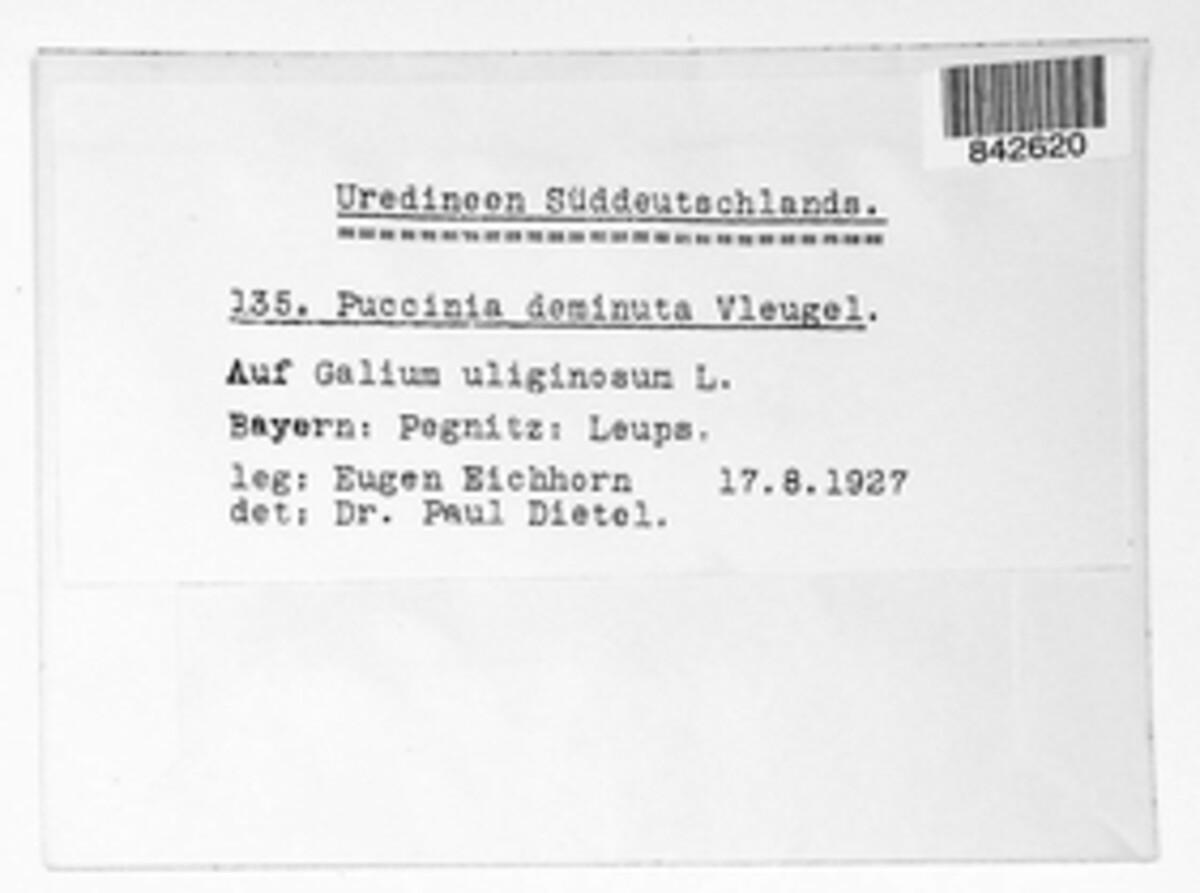 842620
Uredineen Süddeutschlands.
135. Puccinia deminuta Vleugel.
Auf Galium uliginosum L.
Bayern: Pegnitz: Leups.
leg: Eugen Eichhorn 17.8.1927
det: Dr. Paul Dietel.